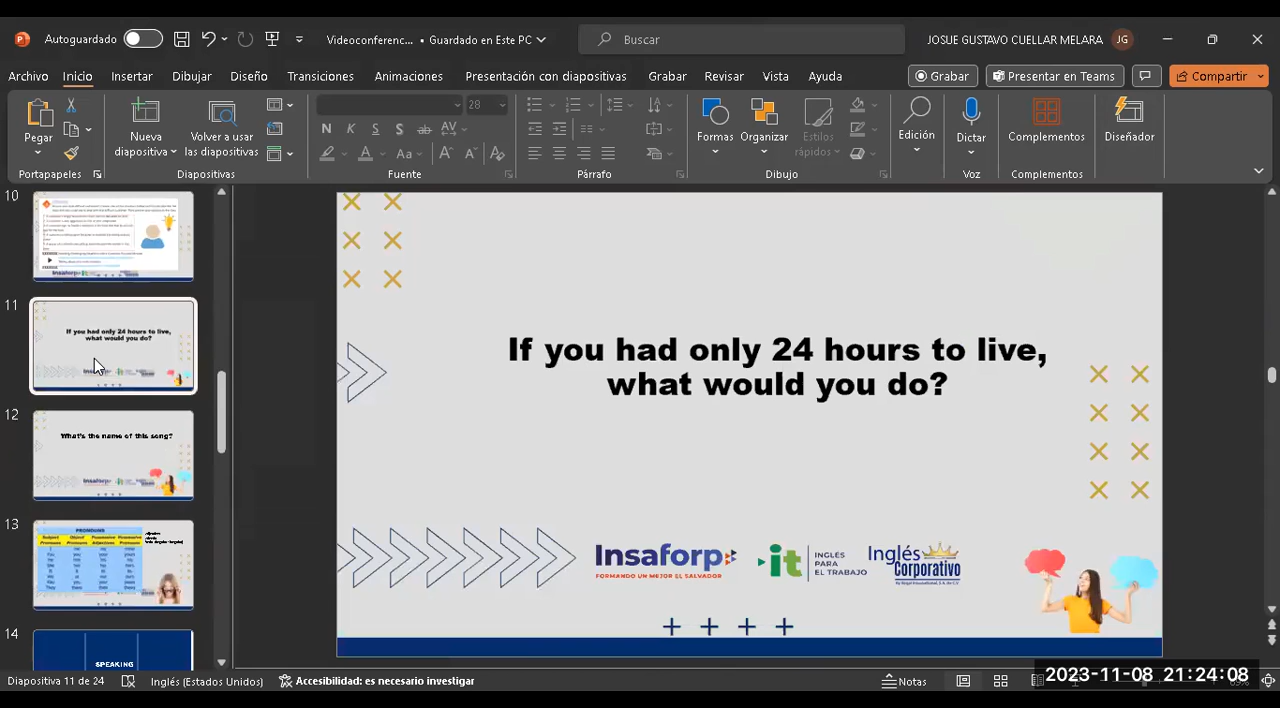 Autoguardado
Videoconferenc... • Guardado en Este PC
Buscar
JOSUE GUSTAVO CUELLAR MELARA
JG
Archivo Inicio Insertar Dibujar Diseño Transiciones Animaciones Presentación con diapositivas Grabar Revisar Vista Ayuda
Grabar
Presentar en Teams
Compartir
Pegar
Nueva diapositiva
Volver a usar las diapositivas
28
Formas
Organizar
Estilos rápidos
Edición
Dictar
Complementos
Diseñador
Portapapeles
Diapositivas
Fuente
Párrafo
Dibujo
Voz
Complementos
10
11
If you had only 24 hours to live,
what would you do?
12
What's the name of this song?
13
PRONOUNS
14
SPEAKING
If you had only 24 hours to live,
what would you do?
Insaforp
FORMANDO UN MEJOR EL SALVADOR
it
INGLÉS
PARA
EL TRABAJO
Inglés
Corporativo
Diapositiva 11 de 24
Inglés (Estados Unidos)
Accesibilidad: es necesario investigar
Notas
2023-11-08 21:24:08